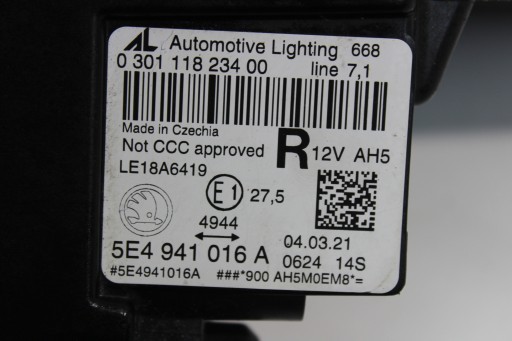 AL Automotive Lighting 668
0 301 118 234 00 line 7,1
Made in Czechia
Not CCC approved R 12V AH5
LE18A6419
E1 27,5
4944
5E4 941 016 A 04.03.21
0624 14S
#5E4941016A ###*900 AH5M0EM8*=